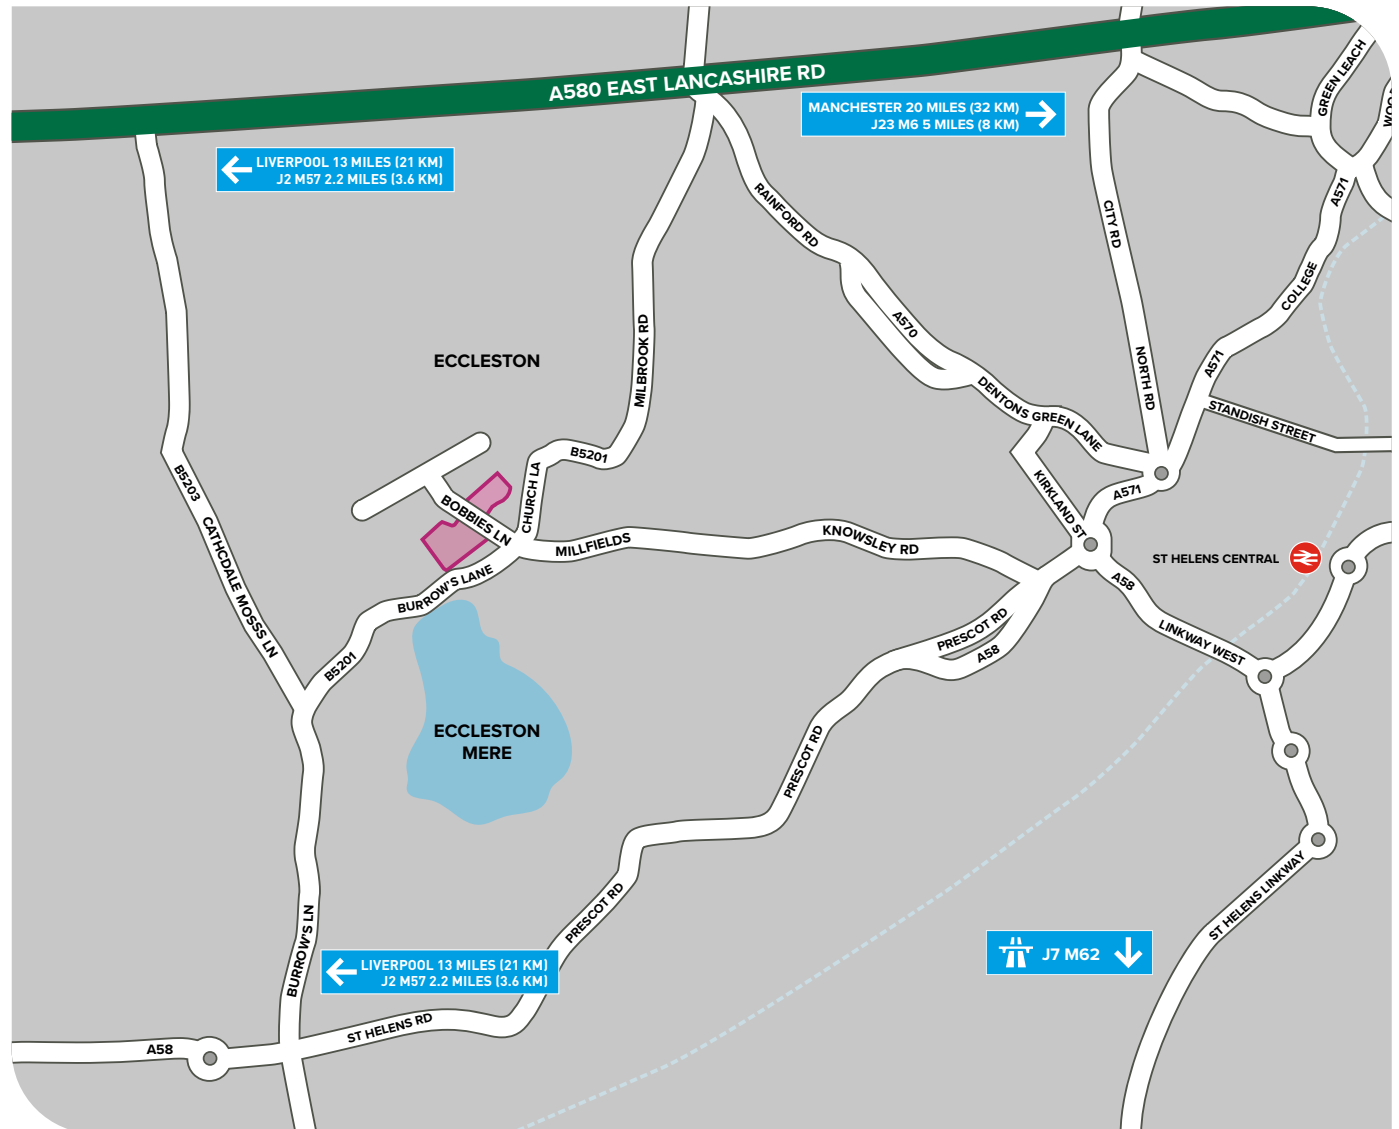 A580 EAST LANCASHIRE RD
GREEN LEACH
MANCHESTER 20 MILES (32 KM)
J23 M6 5 MILES (8 KM)
LIVERPOOL 13 MILES (21 KM)
J2 M57 2.2 MILES (3.6 KM)
A571
RAINFORD RD
CITY RD
COLLEGE
A570
ECCLESTON
MILBROOK RD
NORTH RD
A571
DENTONS GREEN LANE
STANDISH STREET
B5201
B5203
CHURCH LA
KIRKLAND ST
A571
BOBBIES LN
MILLFIELDS
KNOWSLEY RD
ST HELENS CENTRAL
CATHCDALE MOSSS LN
BURROW'S LANE
A58
PRESCOT RD
LINKWAY WEST
A58
B5201
ECCLESTON
MERE
PRESCOT RD
ST HELENS LINKWAY
PRESCOT RD
BURROW'S LN
LIVERPOOL 13 MILES (21 KM)
J2 M57 2.2 MILES (3.6 KM)
J7 M62
ST HELENS RD
A58